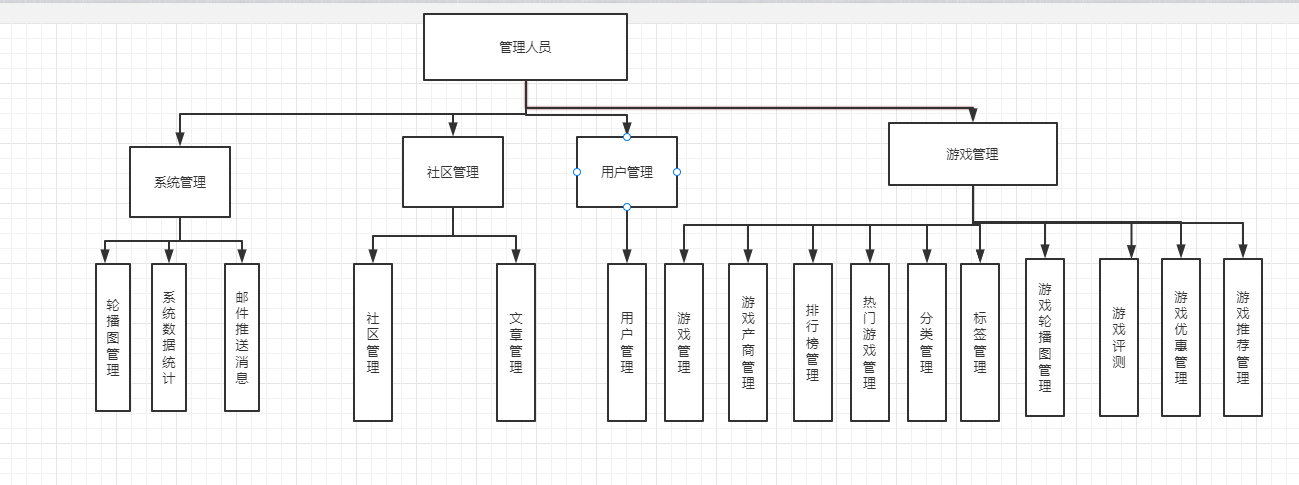 管理人员
系统管理
社区管理
用户管理
游戏管理
轮播图管理
系统数据统计
邮件推送消息
社区管理
文章管理
用户管理
游戏管理
游戏产商管理
排行榜管理
热门游戏管理
分类管理
标签管理
游戏轮播图管理
游戏评测
游戏优惠管理
游戏推荐管理